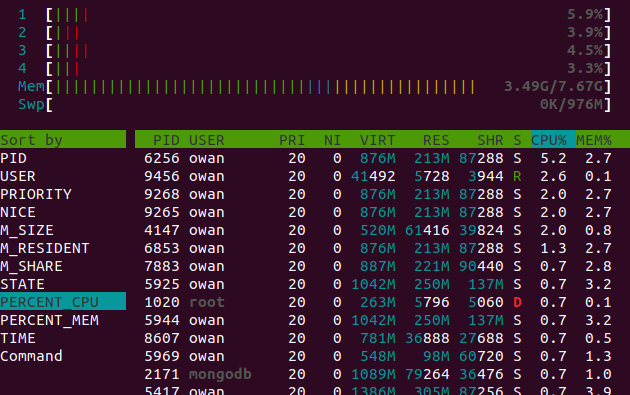 1 [|||| 5.9%]
2 [||| 3.9%]
3 [|||| 4.5%]
4 [||| 3.3%]
Mem[|||||||||||||||||||||||||||||||||||||||||||||||| 3.49G/7.67G]
Swp[ 0K/976M]
Sort by PID USER PRI NI VIRT RES SHR S CPU% MEM%
PID 6256 owan 20 0 876M 213M 87288 S 5.2 2.7
USER 9456 owan 20 0 41492 5728 3944 R 2.6 0.1
PRIORITY 9268 owan 20 0 876M 213M 87288 S 2.0 2.7
NICE 9265 owan 20 0 876M 213M 87288 S 2.0 2.7
M_SIZE 4147 owan 20 0 520M 61416 39824 S 2.0 0.8
M_RESIDENT 6853 owan 20 0 876M 213M 87288 S 1.3 2.7
M_SHARE 7883 owan 20 0 887M 221M 90440 S 0.7 2.8
STATE 5925 owan 20 0 1042M 250M 137M S 0.7 3.2
PERCENT_CPU 1020 root 20 0 263M 5796 5060 D 0.7 0.1
PERCENT_MEM 5944 owan 20 0 1042M 250M 137M S 0.7 3.2
TIME 8607 owan 20 0 781M 36888 27688 S 0.7 0.5
Command 5969 owan 20 0 548M 98M 60720 S 0.7 1.3
2171 mongodb 20 0 1089M 79264 36476 S 0.7 1.0
5417 owan 20 0 1386M 305M 87256 S 0.7 3.9